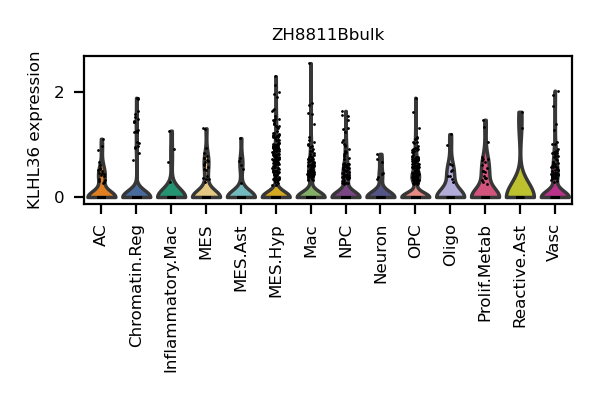 ZH8811Bbulk
KLHL36 expression
2
0
AC
Chromatin.Reg
Inflammatory.Mac
MES
MES.Ast
MES.Hyp
Mac
NPC
Neuron
OPC
Oligo
Prolif.Metab
Reactive.Ast
Vasc